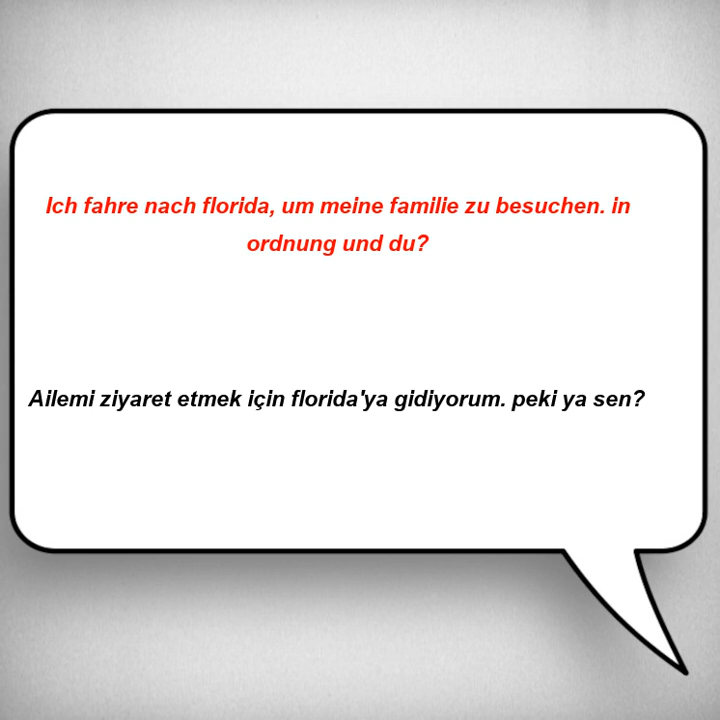 Ich fahre nach florida, um meine familie zu besuchen. in
ordnung und du?
Ailemi ziyaret etmek için florida'ya gidiyorum. peki ya sen?